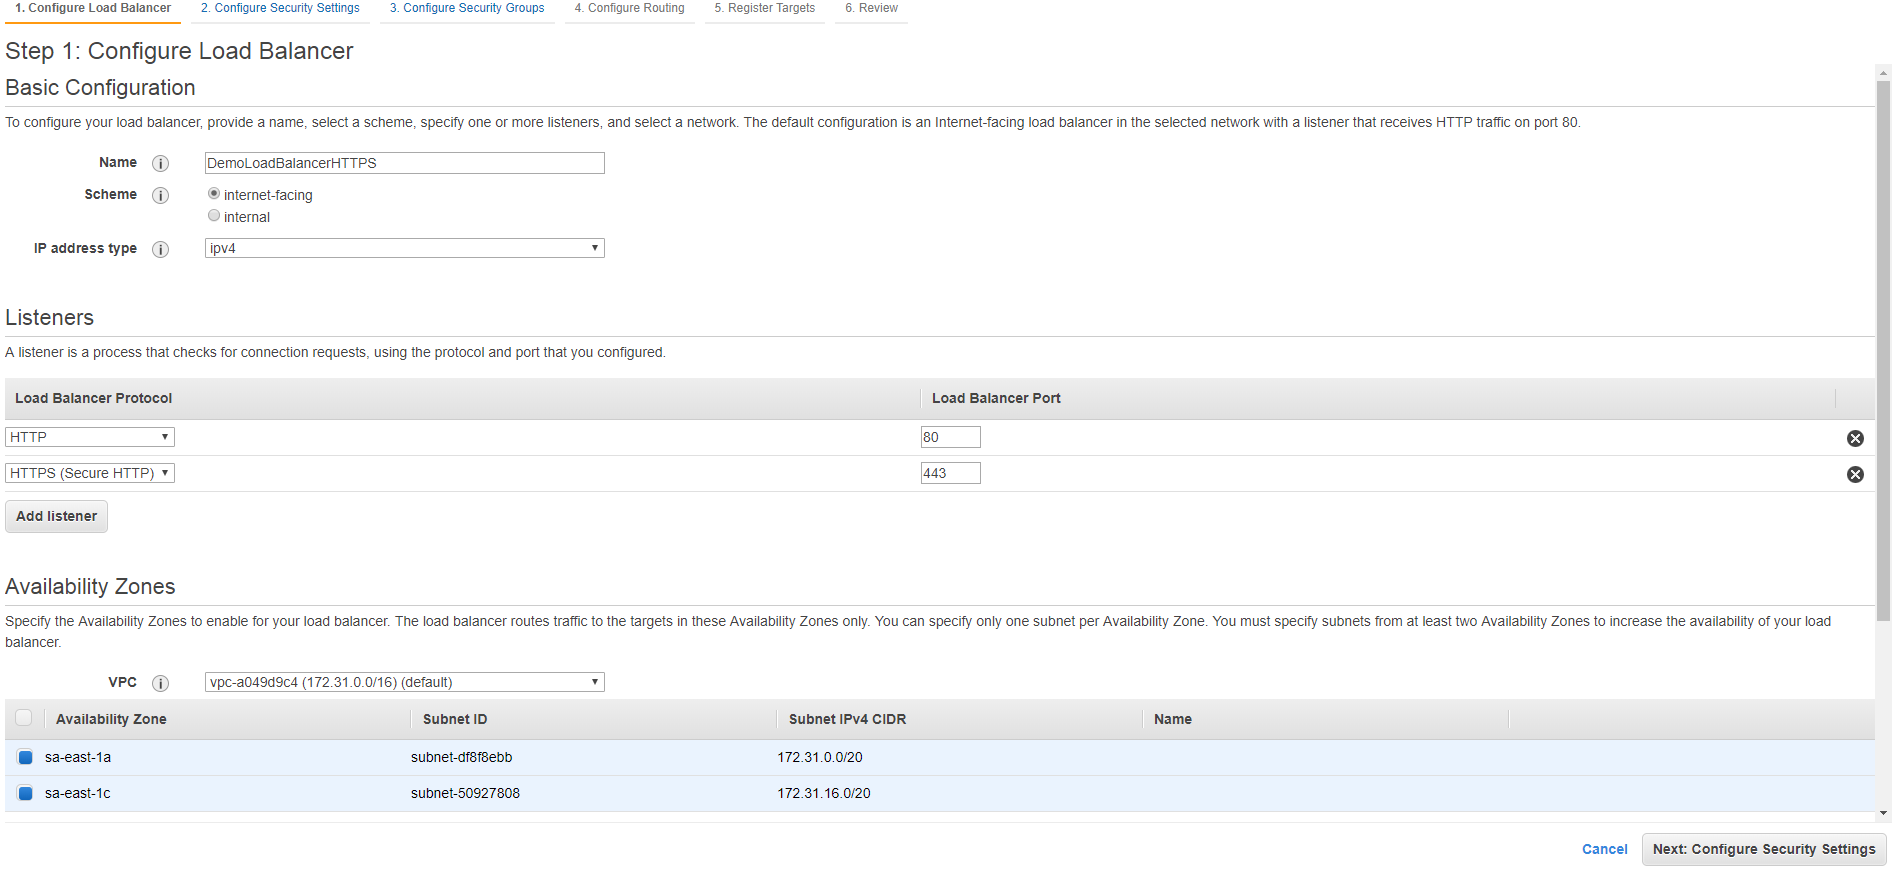 1. Configure Load Balancer 2. Configure Security Settings 3. Configure Security Groups 4. Configure Routing 5. Register Targets 6. Review
Step 1: Configure Load Balancer
Basic Configuration
To configure your load balancer, provide a name, select a scheme, specify one or more listeners, and select a network. The default configuration is an Internet-facing load balancer in the selected network with a listener that receives HTTP traffic on port 80.
Name i DemoLoadBalancerHTTPS
Scheme i internet-facing
internal
IP address type i ipv4
Listeners
A listener is a process that checks for connection requests, using the protocol and port that you configured.
Load Balancer Protocol Load Balancer Port
HTTP 80
HTTPS (Secure HTTP) 443
Add listener
Availability Zones
Specify the Availability Zones to enable for your load balancer. The load balancer routes traffic to the targets in these Availability Zones only. You can specify only one subnet per Availability Zone. You must specify subnets from at least two Availability Zones to increase the availability of your load
balancer.
VPC i vpc-a049d9c4 (172.31.0.0/16) (default)
Availability Zone Subnet ID Subnet IPv4 CIDR Name
sa-east-1a subnet-df8f8ebb 172.31.0.0/20
sa-east-1c subnet-50927808 172.31.16.0/20
Cancel Next: Configure Security Settings